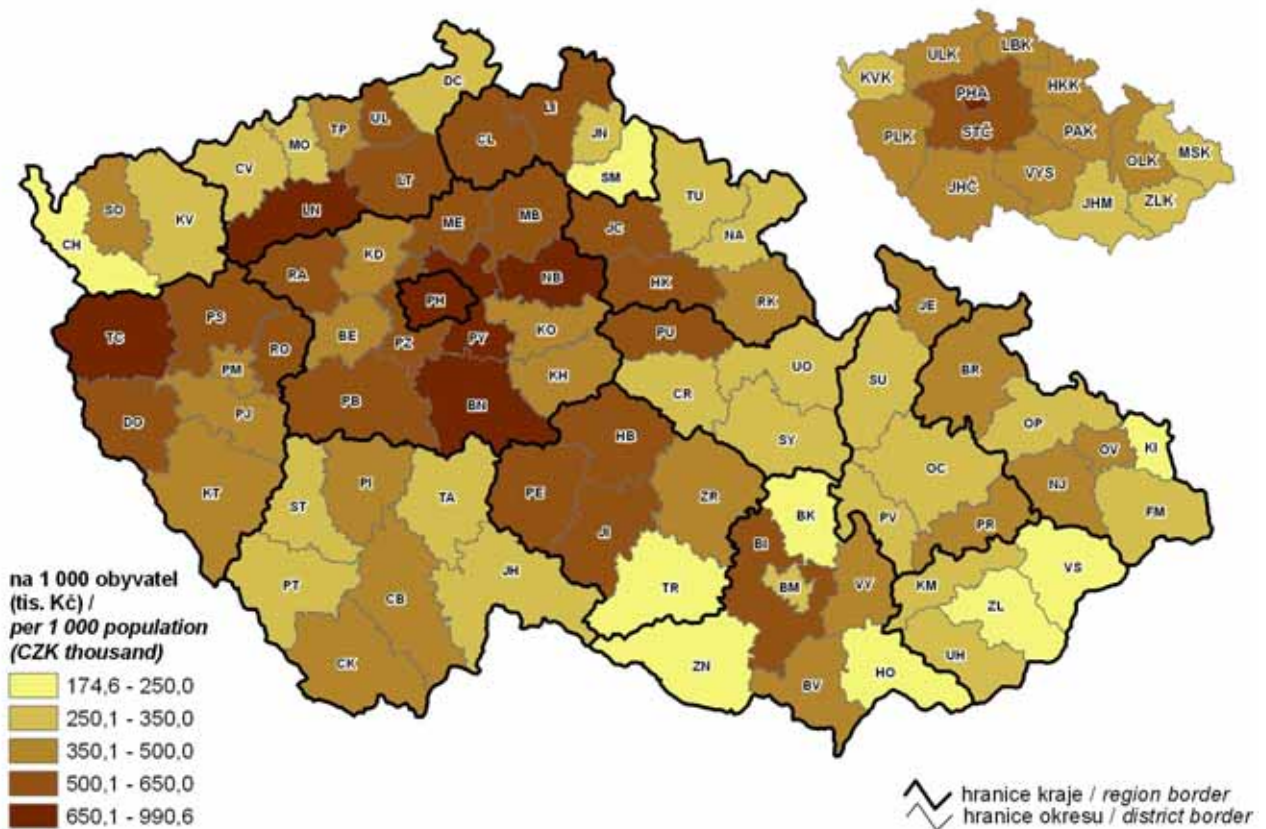 DC
LI
UL
TP
JN
MO
CL
CV
LT
SM
TU
LN
SO
KV
ME
MB
JC
NA
CH
KD
RA
NB
HK
PH
RK
PS
TC
BE
PZ
PY
KO
PU
RO
PM
KH
JE
BR
UO
SU
DO
PJ
PB
BN
CR
OP
HB
SY
OV
KI
KT
PI
TA
PE
ZR
OC
NJ
FM
ST
BK
PV
PR
JI
BI
VS
PT
CB
JH
TR
BM
VY
KM
ZL
CK
ZN
BV
HO
UH
ULK
LBK
KVK
HKK
PHA
PLK
STČ
PAK
OLK
MSK
VYS
JHČ
JHM
ZLK
na 1 000 obyvatel
(tis. Kč) /
per 1 000 population
(CZK thousand)
174,6 - 250,0
250,1 - 350,0
350,1 - 500,0
500,1 - 650,0
650,1 - 990,6
hranice kraje / region border
hranice okresu / district border